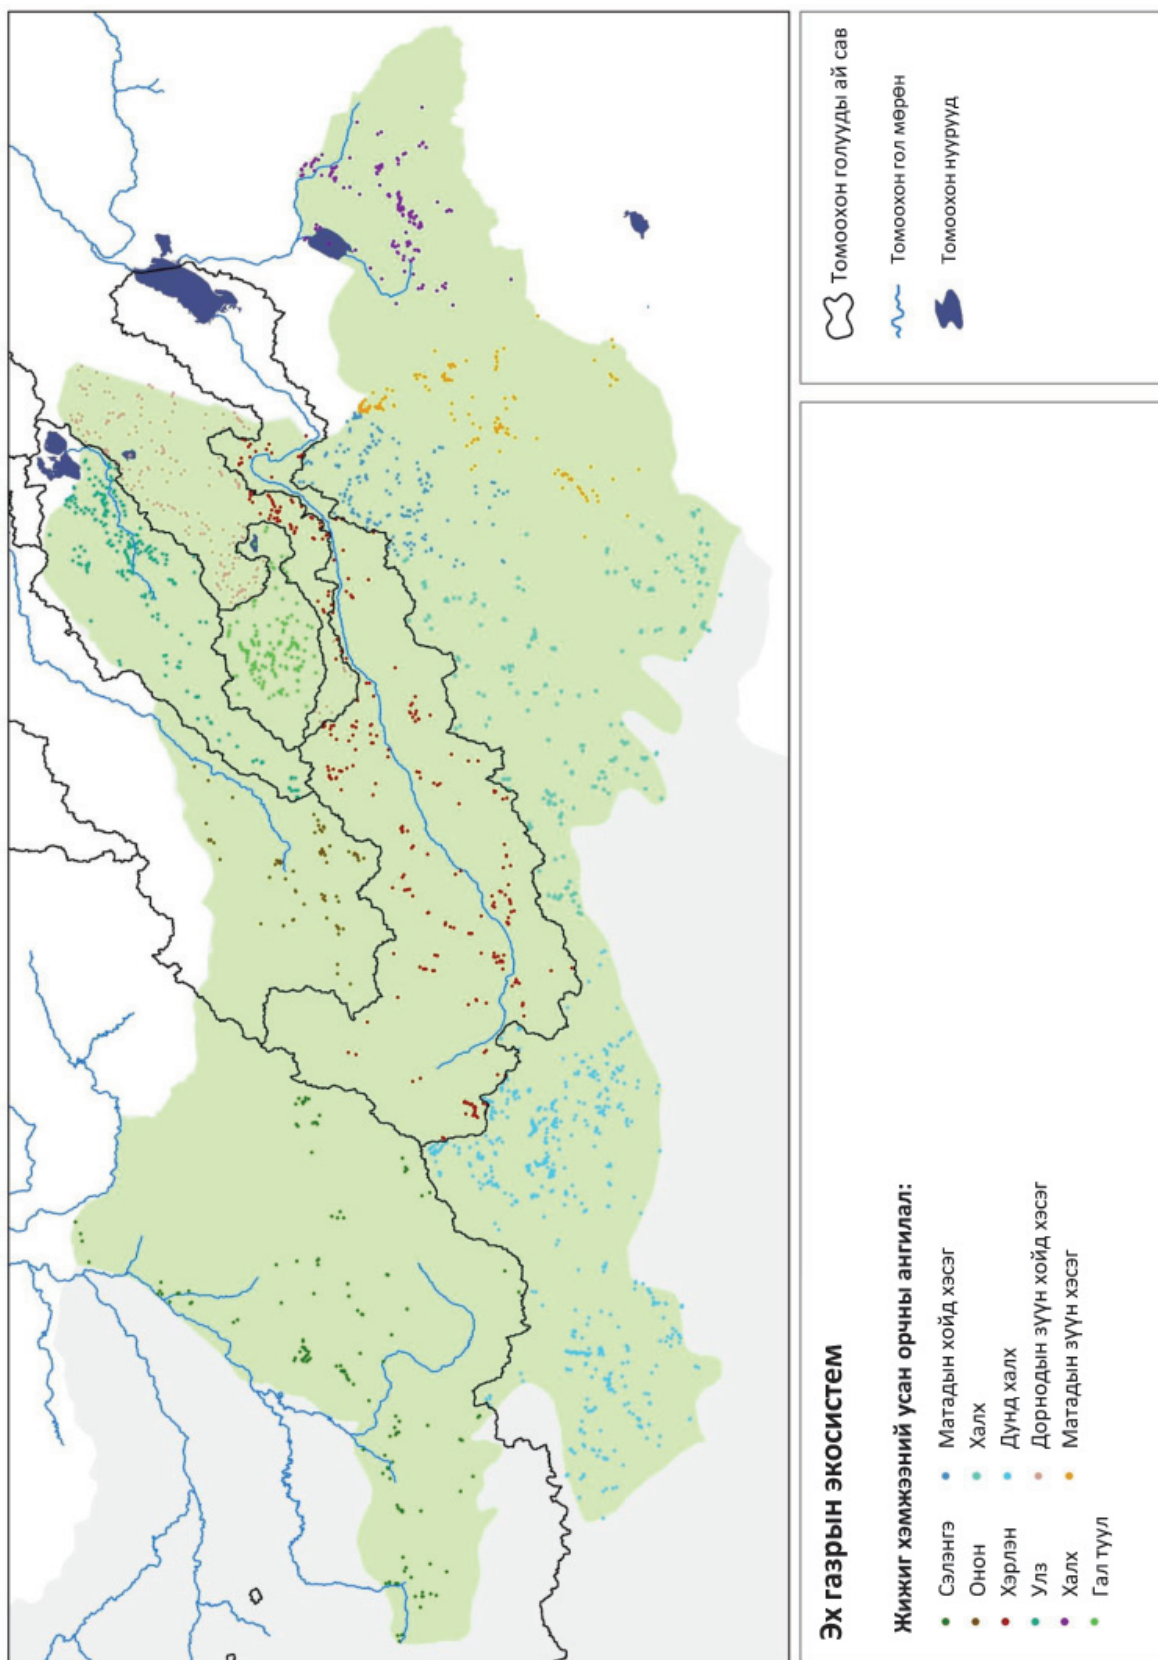 Эх газрын экосистем
Жижиг хэмжээний усан орчны ангилал:
Сэлэнгэ
Онон
Хэрлэн
Улз
Халх
Гал туул
Матадын хойд хэсэг
Халх
Дунд халх
Дорнодын зүүн хойд хэсэг
Матадын зүүн хэсэг
Томоохон голууды ай сав
Томоохон гол мөрөн
Томоохон нуурууд